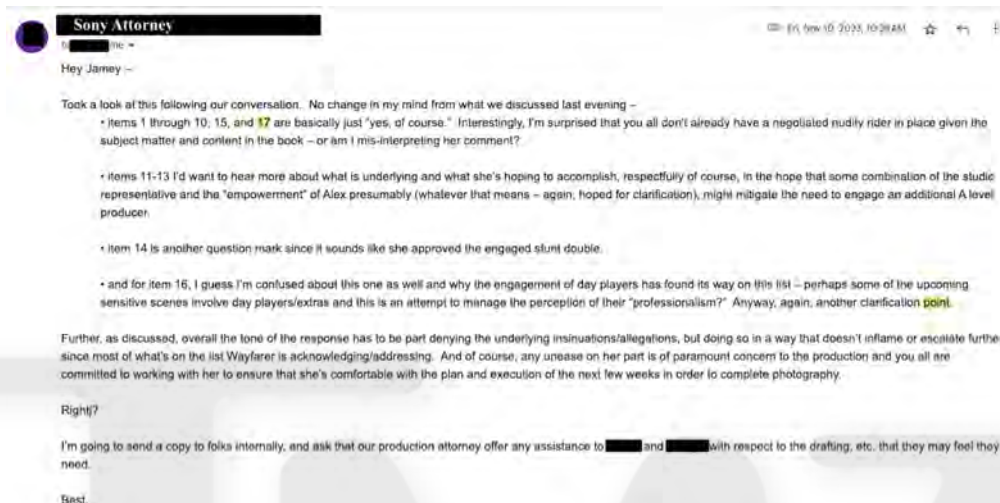 Sony Attorney
Fri, Nov 10, 2023, 10:28 AM
to me
Hey Jamey –
Took a look at this following our conversation. No change in my mind from what we discussed last evening –
• items 1 through 10, 15, and 17 are basically just "yes, of course." Interestingly, I'm surprised that you all don't already have a negotiated nudity rider in place given the
subject matter and content in the book – or am I mis-interpreting her comment?
• items 11-13 I'd want to hear more about what is underlying and what she's hoping to accomplish, respectfully of course, in the hope that some combination of the studio
representative and the "empowerment" of Alex presumably (whatever that means – again, hoped for clarification), might mitigate the need to engage an additional A level
producer.
• item 14 is another question mark since it sounds like she approved the engaged stunt double.
• and for item 16, I guess I'm confused about this one as well and why the engagement of day players has found its way on this list – perhaps some of the upcoming
sensitive scenes involve day players/extras and this is an attempt to manage the perception of their "professionalism?" Anyway, again, another clarification point.
Further, as discussed, overall the tone of the response has to be part denying the underlying insinuations/allegations, but doing so in a way that doesn't inflame or escalate furthe
since most of what's on the list Wayfarer is acknowledging/addressing. And of course, any unease on her part is of paramount concern to the production and you all are
committed to working with her to ensure that she's comfortable with the plan and execution of the next few weeks in order to complete photography.
Right|?
I'm going to send a copy to folks internally, and ask that our production attorney offer any assistance to and with respect to the drafting, etc. that they may feel they
need.
Best